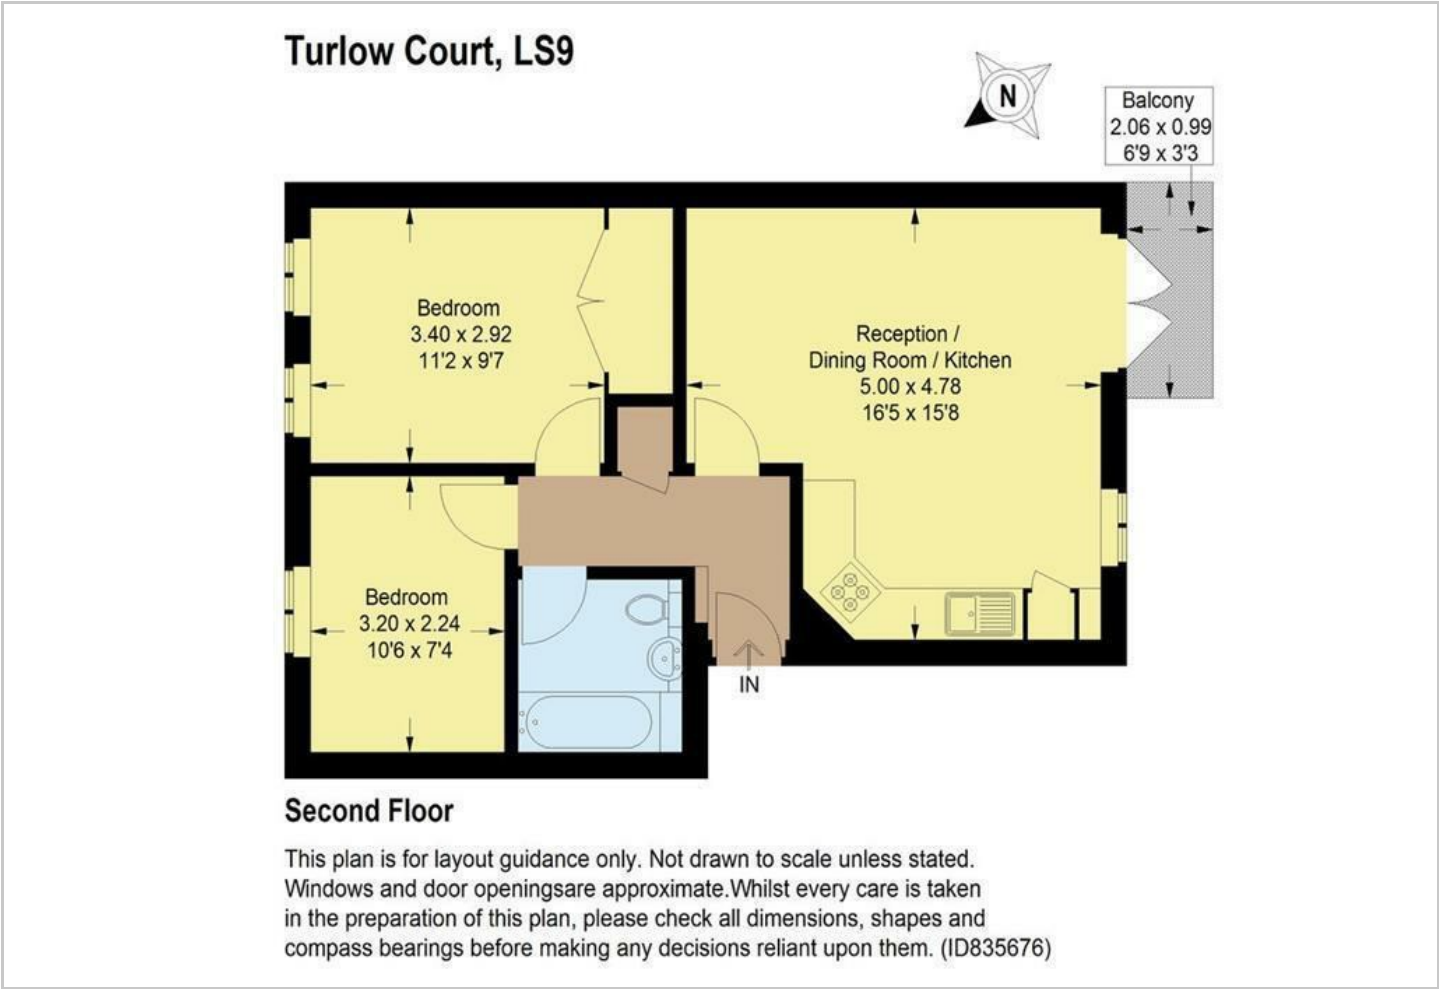 Turlow Court, LS9
N
Balcony
2.06 x 0.99
6'9 x 3'3
Bedroom
3.40 x 2.92
11'2 x 9'7
Reception /
Dining Room / Kitchen
5.00 x 4.78
16'5 x 15'8
Bedroom
3.20 x 2.24
10'6 x 7'4
IN
Second Floor
This plan is for layout guidance only. Not drawn to scale unless stated.
Windows and door openingsare approximate.Whilst every care is taken
in the preparation of this plan, please check all dimensions, shapes and
compass bearings before making any decisions reliant upon them. (ID835676)